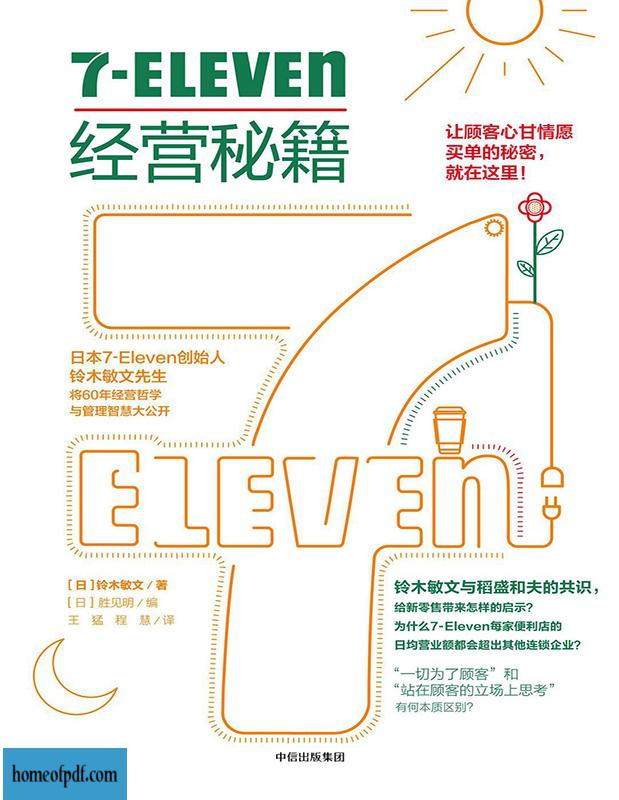 7-ELEVEn
经营秘籍
让顾客心甘情愿
买单的秘密，
就在这里！
日本7-Eleven创始人
铃木敏文先生
将60年经营哲学
与管理智慧大公开
7
ELEVEn
［日］铃木敏文／著
［日］胜见明／编
王 猛 程 慧／译
铃木敏文与稻盛和夫的共识，
给新零售带来怎样的启示？
为什么7-Eleven每家便利店的
日均营业额都会超出其他连锁企业？
“一切为了顾客”和
“站在顾客的立场上思考”
有何本质区别？
中信出版集团
homeofpdf.com